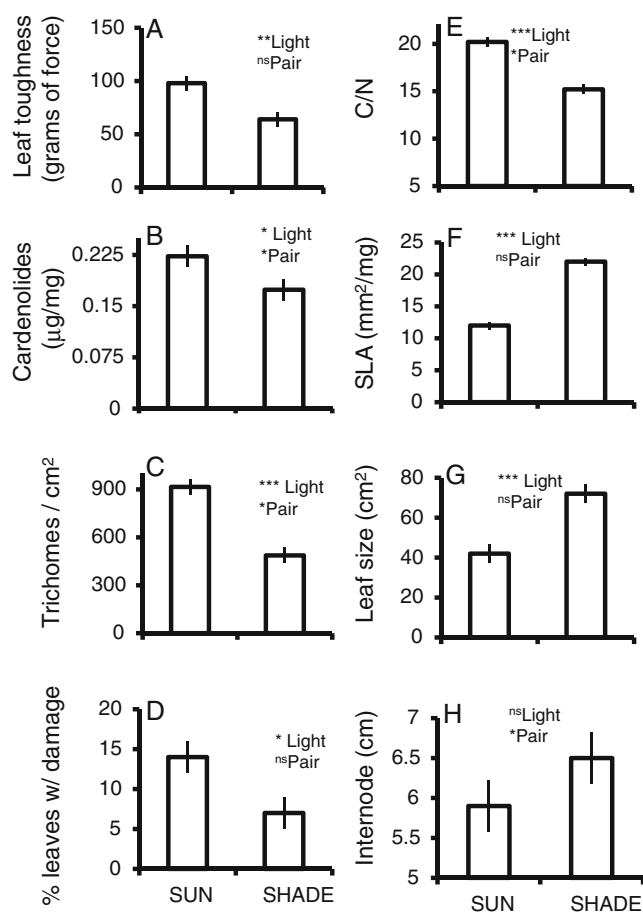 A
Leaf toughness
(grams of force)
150
100
50
0
**Light
nsPair
E
C/N
20
15
10
5
***Light
*Pair
B
Cardenolides
(µg/mg)
0.225
0.15
0.075
0
* Light
*Pair
F
SLA (mm²/mg)
25
20
15
10
5
0
*** Light
nsPair
C
Trichomes / cm²
900
600
300
0
*** Light
*Pair
G
Leaf size (cm²)
80
60
40
20
0
*** Light
nsPair
D
% leaves w/ damage
20
15
10
5
0
* Light
nsPair
SUN SHADE
H
Internode (cm)
7
6.5
6
5.5
5
nsLight
*Pair
SUN SHADE